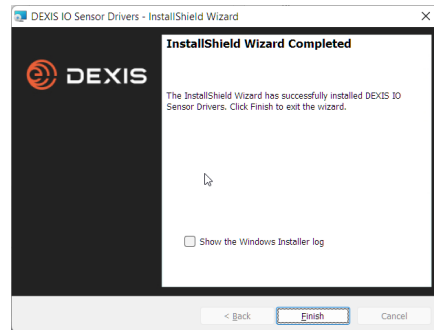 DEXIS IO Sensor Drivers - InstallShield Wizard
InstallShield Wizard Completed
DEXIS
The InstallShield Wizard has successfully installed DEXIS IO
Sensor Drivers. Click Finish to exit the wizard.
Show the Windows Installer log
< Back
Finish
Cancel